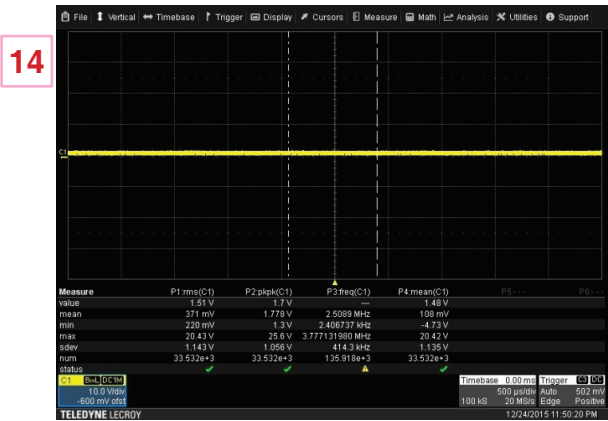 14
File Vertical Timebase Trigger Display Cursors Measure Math Analysis Utilities Support
C1
Measure P1:rms(C1) P2:pkpk(C1) P3:freq(C1) P4:mean(C1) P5:- - - P6:- - -
value 1.51 V 1.7 V --- 1.48 V
mean 371 mV 1.778 V 2.5089 MHz 108 mV
min 220 mV 1.3 V 2.406737 kHz -4.73 V
max 20.43 V 25.6 V 3.777131980 MHz 20.42 V
sdev 1.143 V 1.056 V 414.3 kHz 1.135 V
num 33.532e+3 33.532e+3 135.918e+3 33.532e+3
status
C1 BwL DC1M
10.0 V/div
-600 mV ofst
Timebase 0.00 ms Trigger C3 DC
500 µs/div Auto 502 mV
100 kS 20 MS/s Edge Positive
TELEDYNE LECROY 12/24/2015 11:50:20 PM